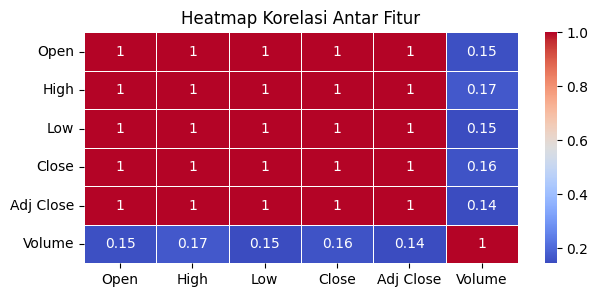 Heatmap Korelasi Antar Fitur
Open 1 1 1 1 1 0.15
High 1 1 1 1 1 0.17
Low 1 1 1 1 1 0.15
Close 1 1 1 1 1 0.16
Adj Close 1 1 1 1 1 0.14
Volume 0.15 0.17 0.15 0.16 0.14 1
Open High Low Close Adj Close Volume
1.0
0.8
0.6
0.4
0.2